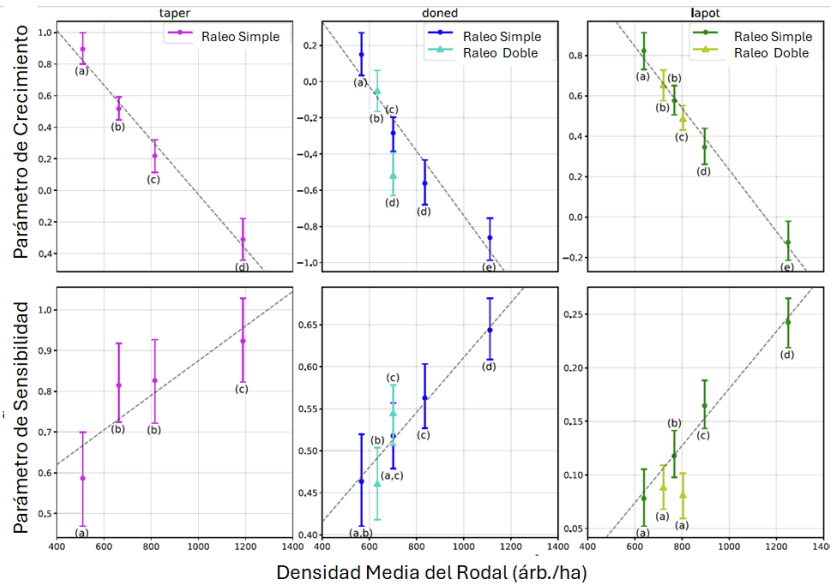 taper
doned
lapot
Parámetro de Crecimiento
1.0
0.8
0.6
0.4
0.2
0.0
0.4
Raleo Simple
(a)
(b)
(c)
(d)
0.2
0,0
−0,2
−0,4
−0.6
−0.8
−1.0
Raleo Simple
Raleo Doble
(a)
(b)
(c)
(d)
(d)
(e)
0.8
0.6
0.4
0.2
0.0
−0.2
Raleo Simple
Raleo Doble
(a)
(b)
(b)
(c)
(d)
(e)
Parámetro de Sensibilidad
1.0
0.9
0.8
0.7
0.6
0.5
(a)
(b)
(b)
(c)
400 600 800 1000 1200 1400
0.65
0.60
0.55
0.50
0.45
0.40
(a,b)
(b)
(c)
(a,c)
(c)
(d)
400 600 800 1000 1200 1400
0.25
0.20
0.15
0.10
0.05
(a)
(a)
(b)
(a)
(c)
(d)
400 600 800 1000 1200 1400
Densidad Media del Rodal (árb./ha)